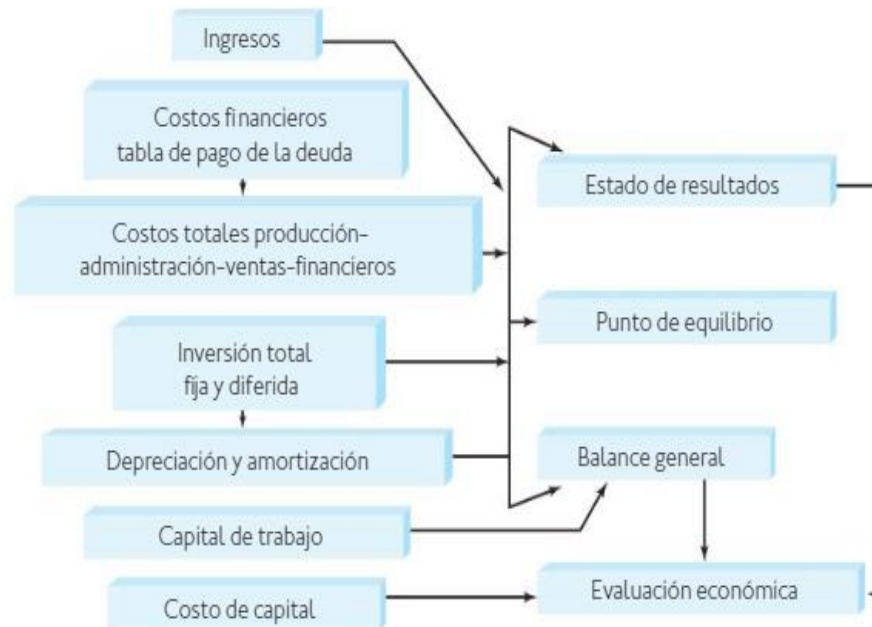 Ingresos
Costos financieros
tabla de pago de la deuda
Costos totales producción-
administración-ventas-financieros
Inversión total
fija y diferida
Depreciación y amortización
Capital de trabajo
Costo de capital
Estado de resultados
Punto de equilibrio
Balance general
Evaluación económica